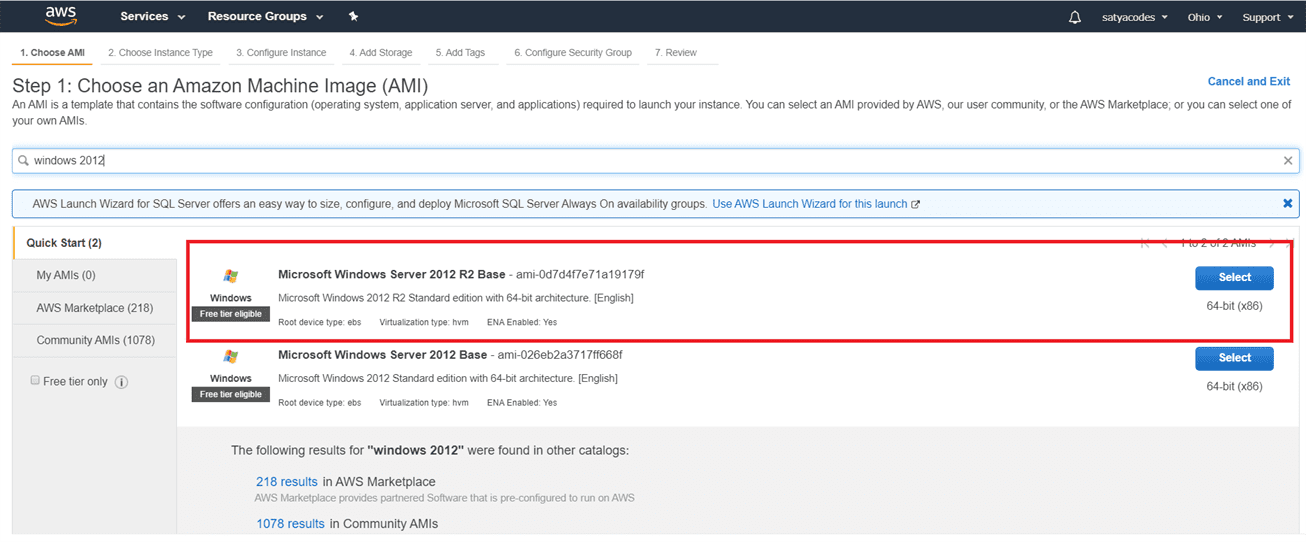 aws Services Resource Groups satyacodes Ohio Support
1. Choose AMI 2. Choose Instance Type 3. Configure Instance 4. Add Storage 5. Add Tags 6. Configure Security Group 7. Review
Step 1: Choose an Amazon Machine Image (AMI)
Cancel and Exit
An AMI is a template that contains the software configuration (operating system, application server, and applications) required to launch your instance. You can select an AMI provided by AWS, our user community, or the AWS Marketplace; or you can select one of
your own AMIs.
windows 2012
AWS Launch Wizard for SQL Server offers an easy way to size, configure, and deploy Microsoft SQL Server Always On availability groups. Use AWS Launch Wizard for this launch
Quick Start (2)
My AMIs (0)
AWS Marketplace (218)
Community AMIs (1078)
Free tier only
1 to 2 of 2 AMIs
Windows
Free tier eligible
Microsoft Windows Server 2012 R2 Base - ami-0d7d4f7e71a19179f
Microsoft Windows 2012 R2 Standard edition with 64-bit architecture. [English]
Root device type: ebs Virtualization type: hvm ENA Enabled: Yes
Select
64-bit (x86)
Windows
Free tier eligible
Microsoft Windows Server 2012 Base - ami-026eb2a3717ff668f
Microsoft Windows 2012 Standard edition with 64-bit architecture. [English]
Root device type: ebs Virtualization type: hvm ENA Enabled: Yes
Select
64-bit (x86)
The following results for "windows 2012" were found in other catalogs:
218 results in AWS Marketplace
AWS Marketplace provides partnered Software that is pre-configured to run on AWS
1078 results in Community AMIs